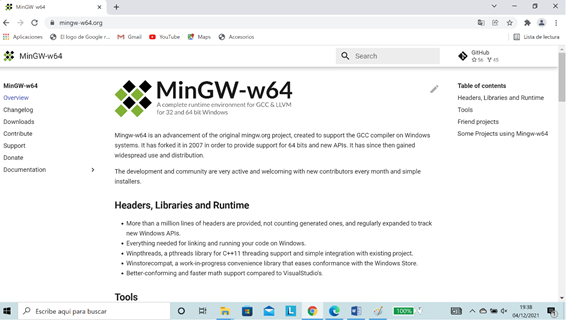 MinGW-w64
mingw-w64.org
Aplicaciones
El logo de Google r...
Gmail
YouTube
Maps
Accesorios
Lista de lectura
MinGW-w64
Search
GitHub
56 45
MinGW-w64
Overview
Changelog
Downloads
Contribute
Support
Donate
Documentation
MinGW-w64
A complete runtime environment for GCC & LLVM
for 32 and 64 bit Windows
Mingw-w64 is an advancement of the original mingw.org project, created to support the GCC compiler on Windows
systems. It has forked it in 2007 in order to provide support for 64 bits and new APIs. It has since then gained
widespread use and distribution.
The development and community are very active and welcoming with new contributors every month and simple
installers.
Headers, Libraries and Runtime
• More than a million lines of headers are provided, not counting generated ones, and regularly expanded to track
new Windows APIs.
• Everything needed for linking and running your code on Windows.
• Winpthreads, a pthreads library for C++11 threading support and simple integration with existing project.
• Winstorecompat, a work-in-progress convenience library that eases conformance with the Windows Store.
• Better-conforming and faster math support compared to VisualStudio's.
Tools
Table of contents
Headers, Libraries and Runtime
Tools
Friend projects
Some Projects using Mingw-w64
Escribe aquí para buscar
100%
19:38
04/12/2021